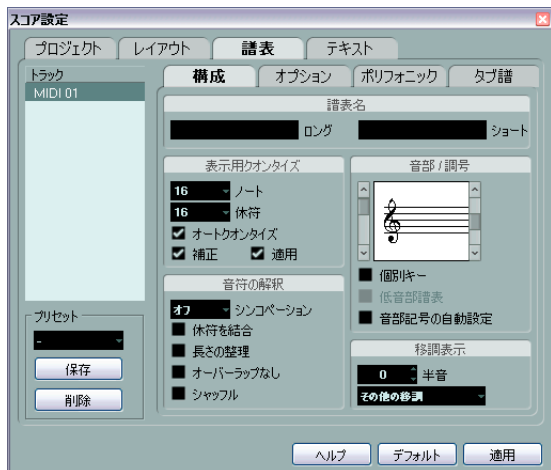 スコア設定
プロジェクト レイアウト 譜表 テキスト
トラック
MIDI 01
構成 オプション ポリフォニック タブ譜
譜表名
ロング ショート
表示用クオンタイズ
16 ノート
16 休符
オートクオンタイズ
補正 適用
音部 / 調号
個別キー
低音部譜表
音部記号の自動設定
音符の解釈
オフ シンコペーション
休符を結合
長さの整理
オーバーラップなし
シャッフル
移調表示
0 半音
その他の移調
プリセット
-
保存
削除
ヘルプ デフォルト 適用